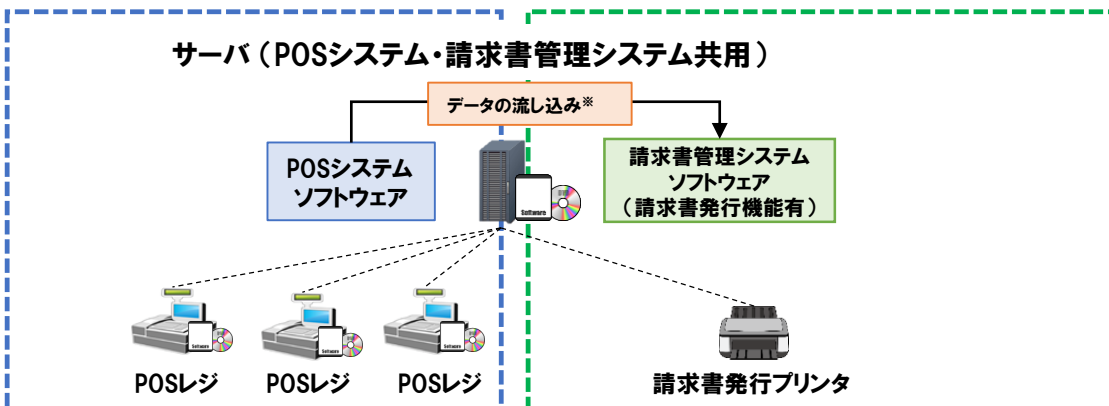 サーバ（POSシステム・請求書管理システム共用）
データの流し込み※
POSシステム
ソフトウェア
請求書管理システム
ソフトウェア
（請求書発行機能有）
Software
Software
Software
Software
POSレジ
POSレジ
POSレジ
請求書発行プリンタ